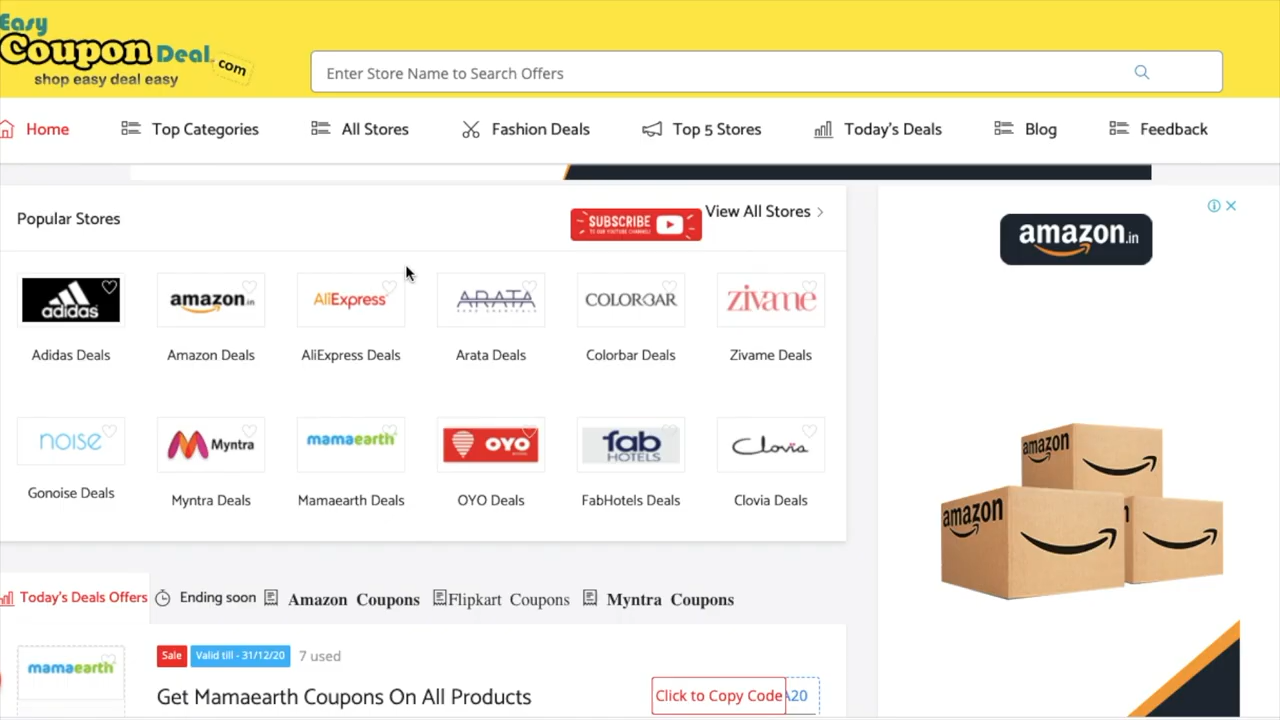 Easy
Coupon Deal.com
shop easy deal easy
Enter Store Name to Search Offers
Home
Top Categories
All Stores
Fashion Deals
Top 5 Stores
Today's Deals
Blog
Feedback
Popular Stores
SUBSCRIBE
TO OUR YOUTUBE CHANNEL
View All Stores
amazon.in
adidas
amazon.in
AliExpress
ARATA
COLORBAR
zivame
Adidas Deals
Amazon Deals
AliExpress Deals
Arata Deals
Colorbar Deals
Zivame Deals
noise
Myntra
mamaearth
OYO
fab
HOTELS
Clovia
Gonoise Deals
Myntra Deals
Mamaearth Deals
OYO Deals
FabHotels Deals
Clovia Deals
amazon
amazon
Today's Deals Offers
Ending soon
Amazon Coupons
Flipkart Coupons
Myntra Coupons
mamaearth
Sale
Valid till - 31/12/20
7 used
Get Mamaearth Coupons On All Products
Click to Copy Code
A20